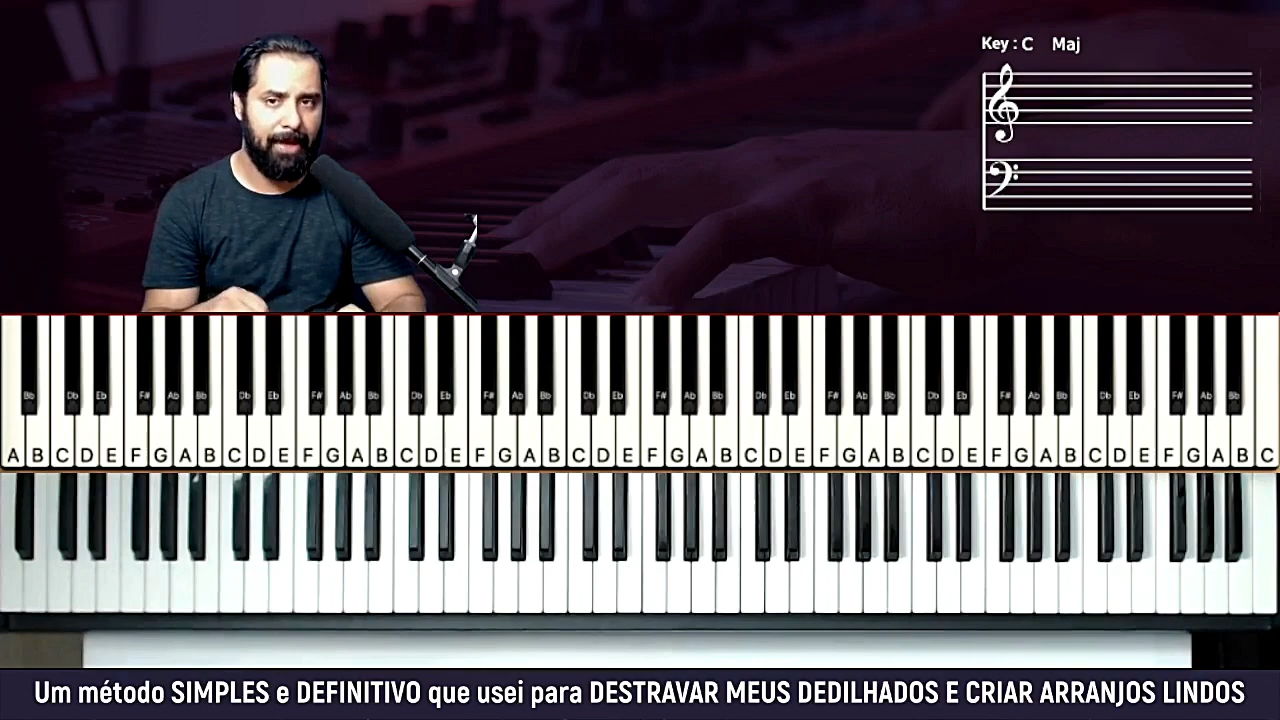 Key : C Maj
Bb Db Eb F# Ab Bb Db Eb F# Ab Bb Db Eb F# Ab Bb Db Eb F# Ab Bb Db Eb F# Ab Bb Db Eb F# Ab Bb Db Eb F# Ab Bb
A B C D E F G A B C D E F G A B C D E F G A B C D E F G A B C D E F G A B C D E F G A B C D E F G A B C
Um método SIMPLES e DEFINITIVO que usei para DESTRAVAR MEUS DEDILHADOS E CRIAR ARRANJOS LINDOS